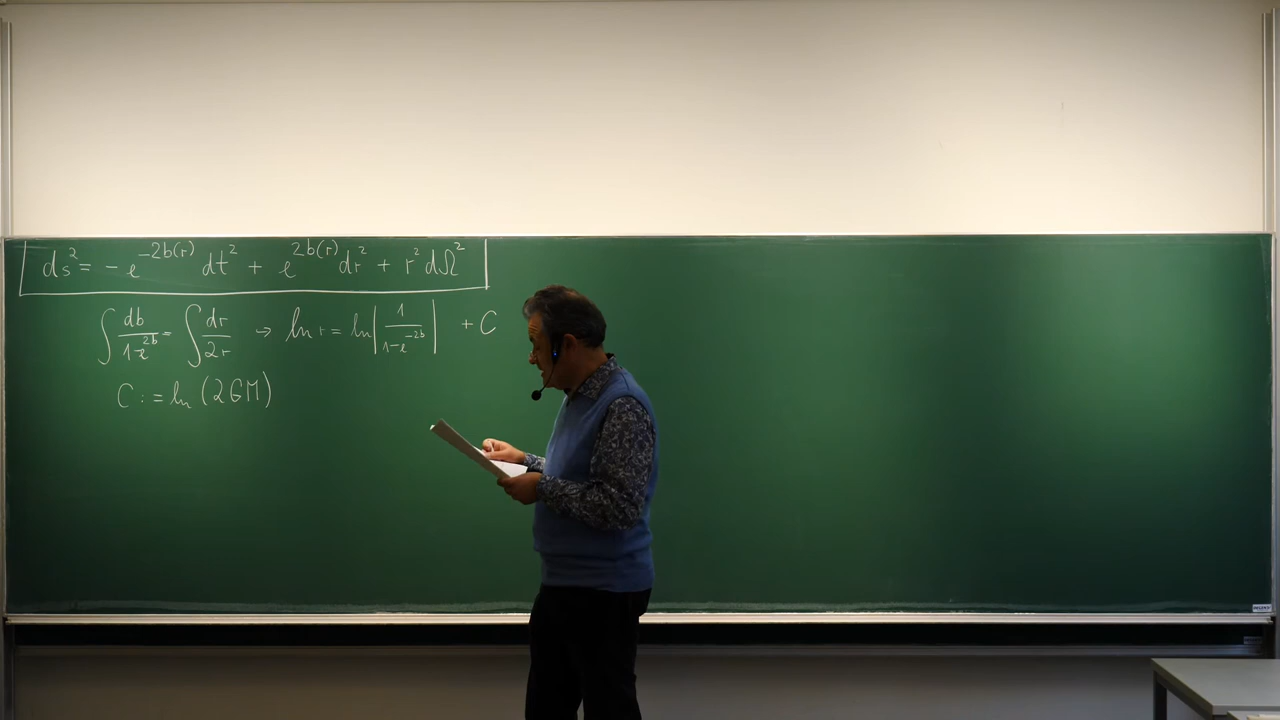 ds² = - e^{-2b(r)} dt² + e^{2b(r)} dr² + r² dΩ²
∫ db/(1-e^{2b}) = ∫ dr/2r → ln r = ln |1/(1-e^{-2b})| + C
C := ln (2GM)